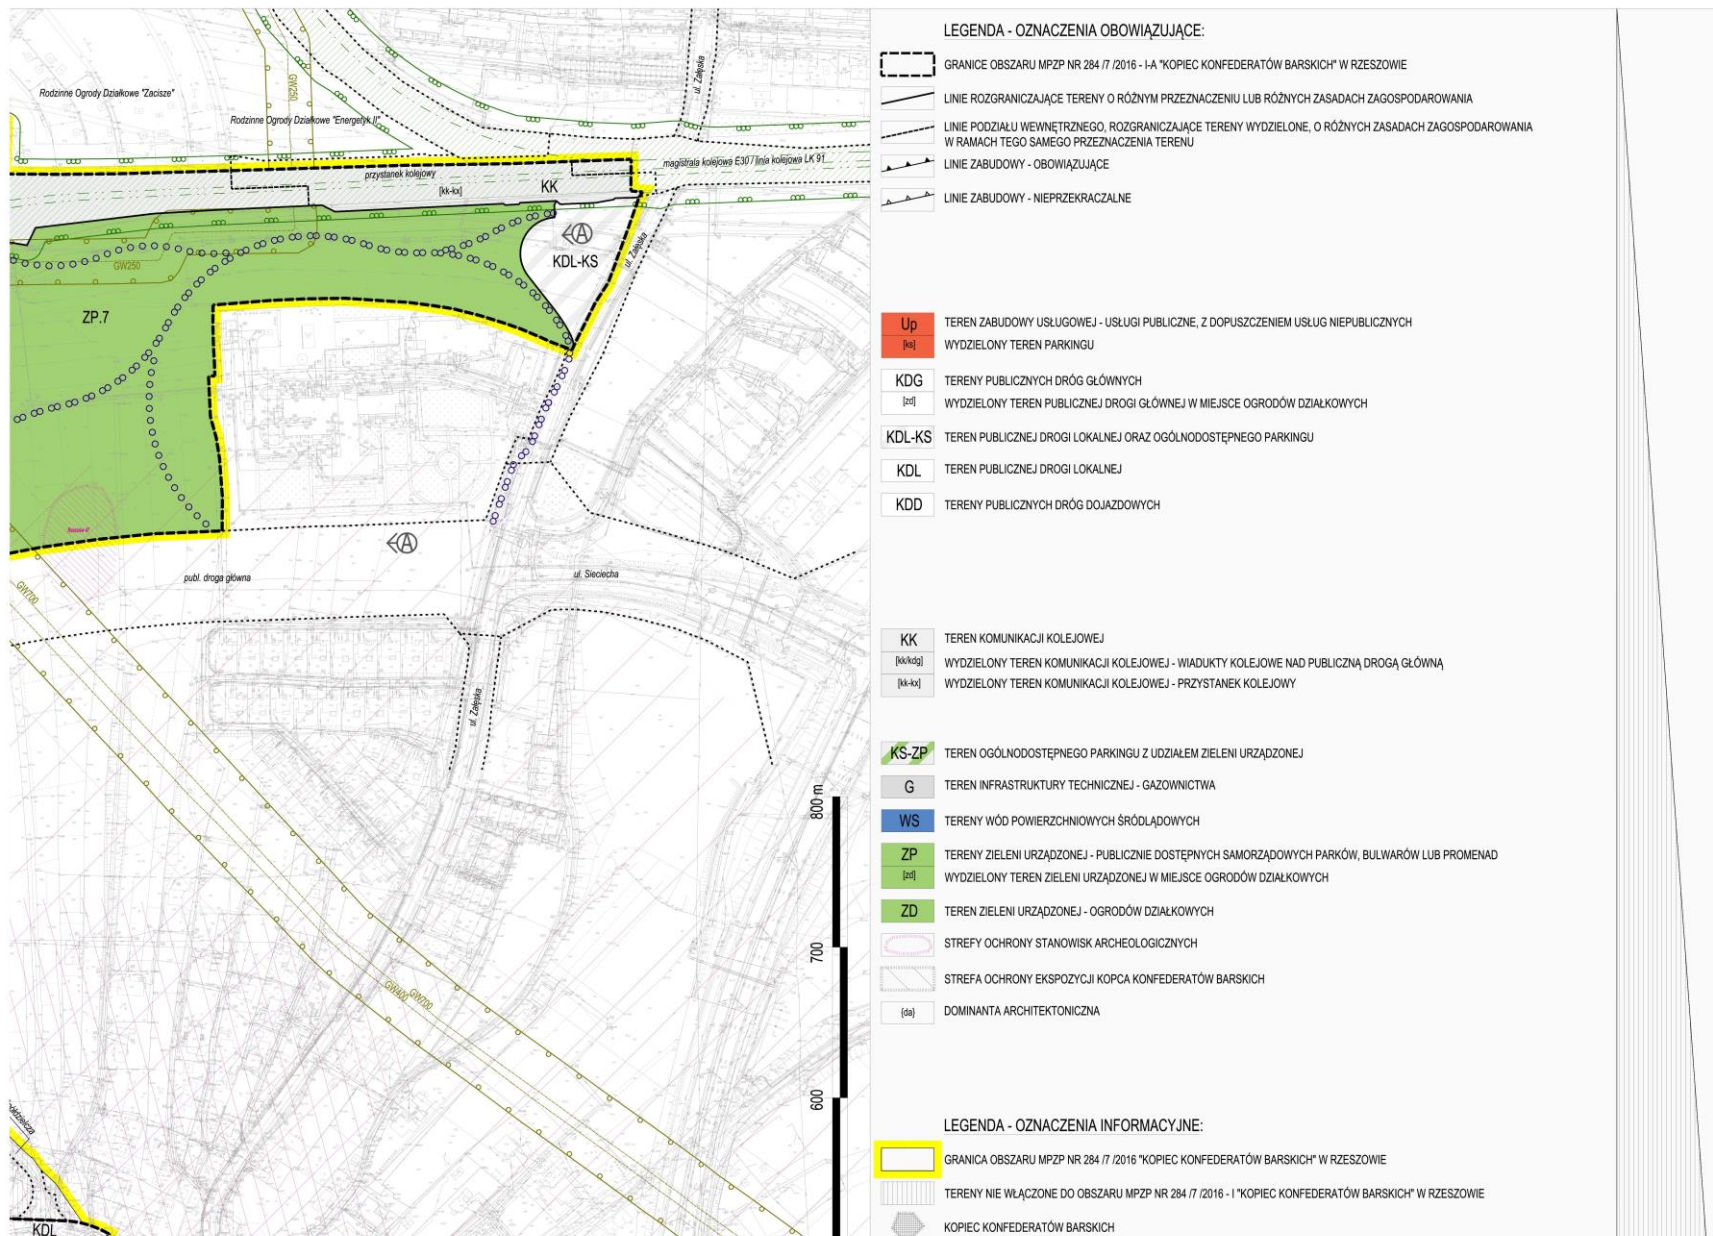 Rodzinne Ogrody Działkowe "Zacisze"
GW250
Rodzinne Ogrody Działkowe "Energetyk II"
ul. Załęska
magistrala kolejowa E30 / linia kolejowa LK 91
przystanek kolejowy
[kk-kx]
KK
A
KDL-KS
ul. Załęska
GW250
ZP.7
A
publ. droga główna
ul. Sieciecha
GW700
ul. Załęska
800 m
700
600
GW400
GW700
KDL
LEGENDA - OZNACZENIA OBOWIĄZUJĄCE:
GRANICE OBSZARU MPZP NR 284 /7 /2016 - I-A "KOPIEC KONFEDERATÓW BARSKICH" W RZESZOWIE
LINIE ROZGRANICZAJĄCE TERENY O RÓŻNYM PRZEZNACZENIU LUB RÓŻNYCH ZASADACH ZAGOSPODAROWANIA
LINIE PODZIAŁU WEWNĘTRZNEGO, ROZGRANICZAJĄCE TERENY WYDZIELONE, O RÓŻNYCH ZASADACH ZAGOSPODAROWANIA
W RAMACH TEGO SAMEGO PRZEZNACZENIA TERENU
LINIE ZABUDOWY - OBOWIĄZUJĄCE
LINIE ZABUDOWY - NIEPRZEKRACZALNE
Up TEREN ZABUDOWY USŁUGOWEJ - USŁUGI PUBLICZNE, Z DOPUSZCZENIEM USŁUG NIEPUBLICZNYCH
[ks] WYDZIELONY TEREN PARKINGU
KDG TERENY PUBLICZNYCH DRÓG GŁÓWNYCH
[zd] WYDZIELONY TEREN PUBLICZNEJ DROGI GŁÓWNEJ W MIEJSCE OGRODÓW DZIAŁKOWYCH
KDL-KS TEREN PUBLICZNEJ DROGI LOKALNEJ ORAZ OGÓLNODOSTĘPNEGO PARKINGU
KDL TEREN PUBLICZNEJ DROGI LOKALNEJ
KDD TERENY PUBLICZNYCH DRÓG DOJAZDOWYCH
KK TEREN KOMUNIKACJI KOLEJOWEJ
[kk/kdg] WYDZIELONY TEREN KOMUNIKACJI KOLEJOWEJ - WIADUKTY KOLEJOWE NAD PUBLICZNĄ DROGĄ GŁÓWNĄ
[kk-kx] WYDZIELONY TEREN KOMUNIKACJI KOLEJOWEJ - PRZYSTANEK KOLEJOWY
KS-ZP TEREN OGÓLNODOSTĘPNEGO PARKINGU Z UDZIAŁEM ZIELENI URZĄDZONEJ
G TEREN INFRASTRUKTURY TECHNICZNEJ - GAZOWNICTWA
WS TERENY WÓD POWIERZCHNIOWYCH ŚRÓDLĄDOWYCH
ZP TERENY ZIELENI URZĄDZONEJ - PUBLICZNIE DOSTĘPNYCH SAMORZĄDOWYCH PARKÓW, BULWARÓW LUB PROMENAD
[zd] WYDZIELONY TEREN ZIELENI URZĄDZONEJ W MIEJSCE OGRODÓW DZIAŁKOWYCH
ZD TEREN ZIELENI URZĄDZONEJ - OGRODÓW DZIAŁKOWYCH
STREFY OCHRONY STANOWISK ARCHEOLOGICZNYCH
STREFA OCHRONY EKSPOZYCJI KOPCA KONFEDERATÓW BARSKICH
{da} DOMINANTA ARCHITEKTONICZNA
LEGENDA - OZNACZENIA INFORMACYJNE:
GRANICA OBSZARU MPZP NR 284 /7 /2016 "KOPIEC KONFEDERATÓW BARSKICH" W RZESZOWIE
TERENY NIE WŁĄCZONE DO OBSZARU MPZP NR 284 /7 /2016 - I "KOPIEC KONFEDERATÓW BARSKICH" W RZESZOWIE
KOPIEC KONFEDERATÓW BARSKICH